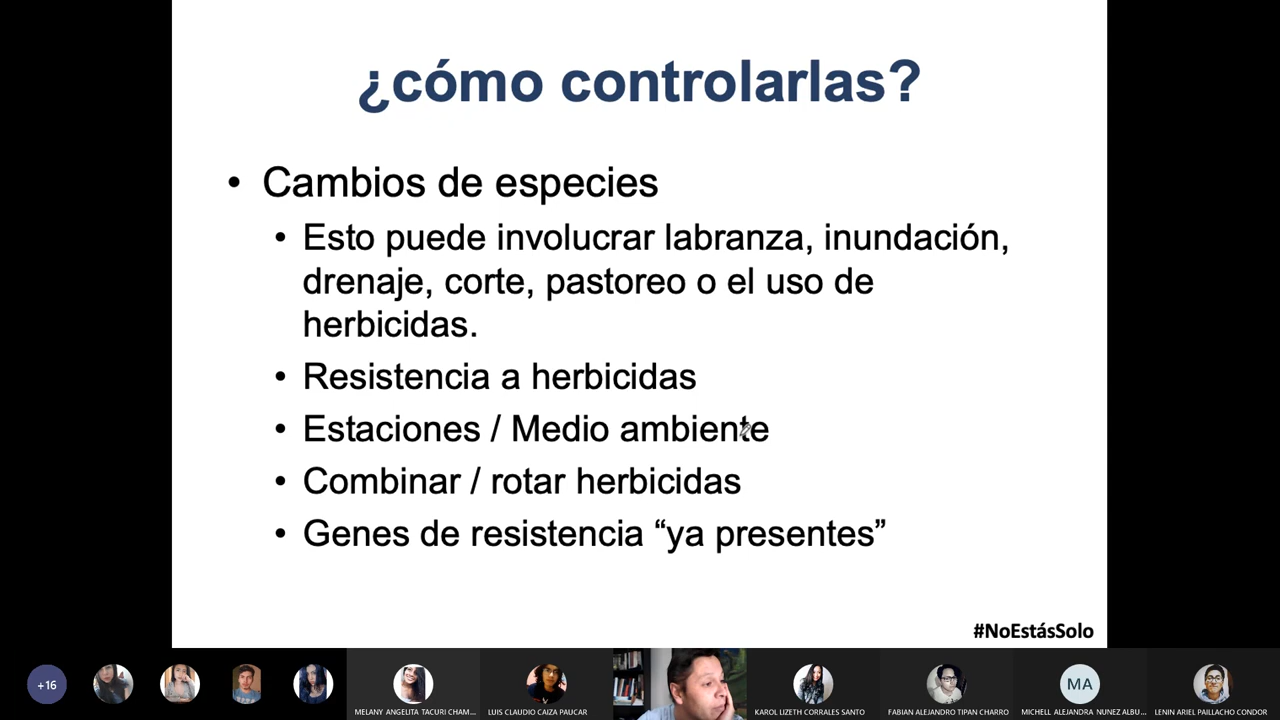 ¿cómo controlarlas?
• Cambios de especies
• Esto puede involucrar labranza, inundación,
drenaje, corte, pastoreo o el uso de
herbicidas.
• Resistencia a herbicidas
• Estaciones / Medio ambiente
• Combinar / rotar herbicidas
• Genes de resistencia “ya presentes”
#NoEstásSolo
+16
MELANY ANGELITA TACURI CHAM...
LUIS CLAUDIO CAIZA PAUCAR
KAROL LIZETH CORRALES SANTO
FABIAN ALEJANDRO TIPAN CHARRO
MA
MICHELL ALEJANDRA NUNEZ ALBU...
LENIN ARIEL PAILLACHO CONDOR